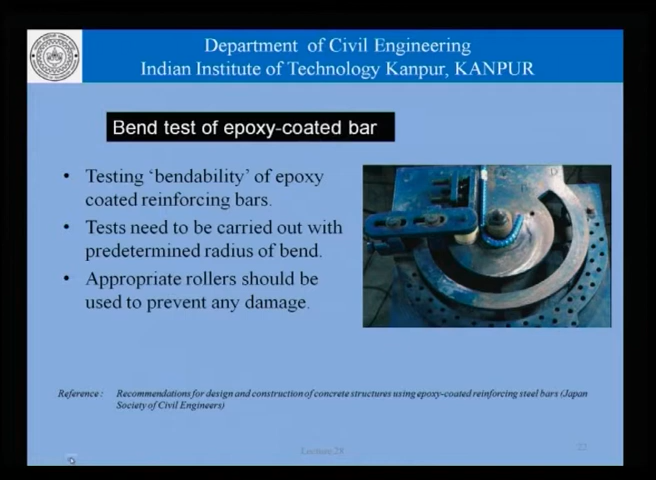 Department of Civil Engineering
Indian Institute of Technology Kanpur, KANPUR
Bend test of epoxy-coated bar
• Testing ‘bendability’ of epoxy
coated reinforcing bars.
• Tests need to be carried out with
predetermined radius of bend.
• Appropriate rollers should be
used to prevent any damage.
Reference : Recommendations for design and construction of concrete structures using epoxy-coated reinforcing steel bars (Japan
Society of Civil Engineers)
Lecture 28
22